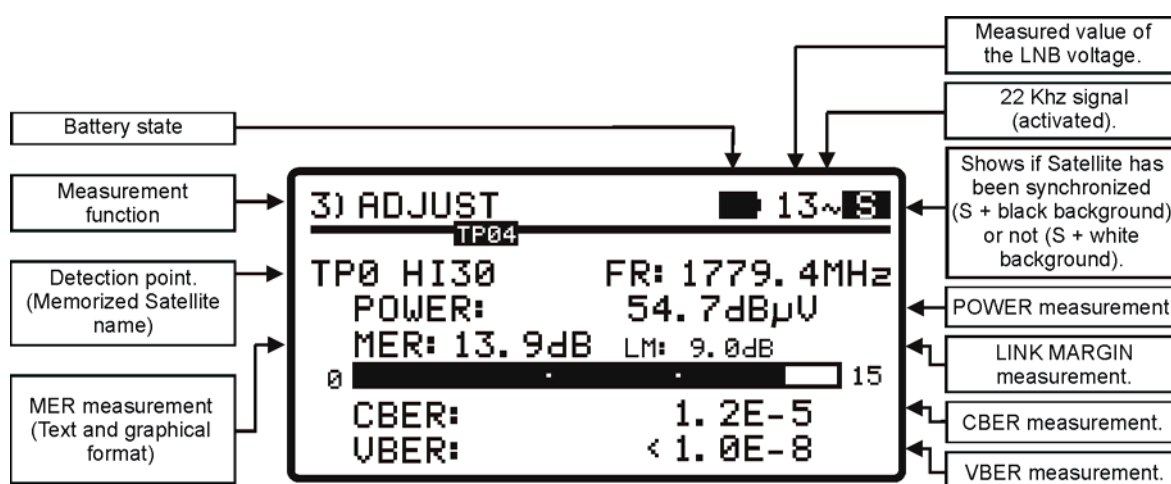 Measured value of
the LNB voltage.
22 Khz signal
(activated).
Battery state
Shows if Satellite has
been synchronized
(S + black background)
or not (S + white
background).
Measurement
function
3) ADJUST 13~ S
TP04
Detection point.
(Memorized Satellite
name)
TP0 HI30 FR: 1779.4MHz
POWER: 54.7dBµV
POWER measurement
MER: 13.9dB LM: 9.0dB
LINK MARGIN
measurement.
0 15
MER measurement
(Text and graphical
format)
CBER: 1.2E-5
CBER measurement.
VBER: <1.0E-8
VBER measurement.